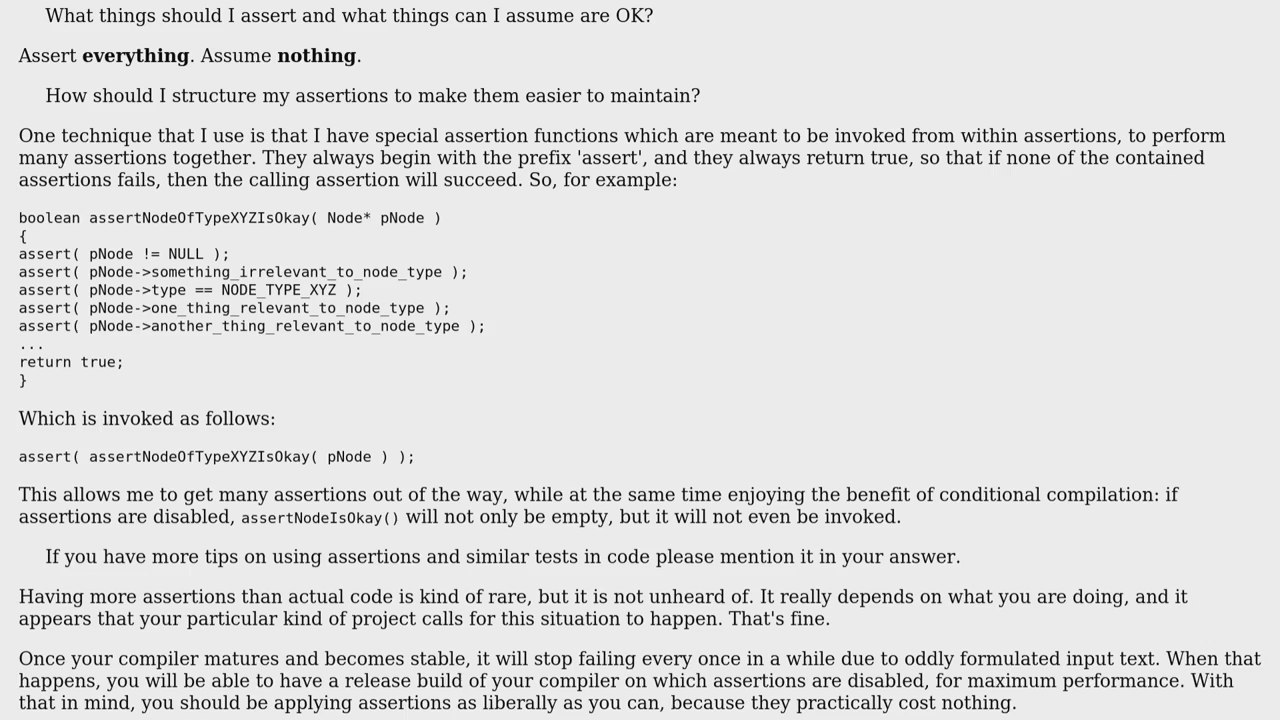 What things should I assert and what things can I assume are OK?
Assert everything. Assume nothing.
How should I structure my assertions to make them easier to maintain?
One technique that I use is that I have special assertion functions which are meant to be invoked from within assertions, to perform
many assertions together. They always begin with the prefix 'assert', and they always return true, so that if none of the contained
assertions fails, then the calling assertion will succeed. So, for example:
boolean assertNodeOfTypeXYZIsOkay( Node* pNode )
{
assert( pNode != NULL );
assert( pNode->something_irrelevant_to_node_type );
assert( pNode->type == NODE_TYPE_XYZ );
assert( pNode->one_thing_relevant_to_node_type );
assert( pNode->another_thing_relevant_to_node_type );
...
return true;
}
Which is invoked as follows:
assert( assertNodeOfTypeXYZIsOkay( pNode ) );
This allows me to get many assertions out of the way, while at the same time enjoying the benefit of conditional compilation: if
assertions are disabled, assertNodeIsOkay() will not only be empty, but it will not even be invoked.
If you have more tips on using assertions and similar tests in code please mention it in your answer.
Having more assertions than actual code is kind of rare, but it is not unheard of. It really depends on what you are doing, and it
appears that your particular kind of project calls for this situation to happen. That's fine.
Once your compiler matures and becomes stable, it will stop failing every once in a while due to oddly formulated input text. When that
happens, you will be able to have a release build of your compiler on which assertions are disabled, for maximum performance. With
that in mind, you should be applying assertions as liberally as you can, because they practically cost nothing.